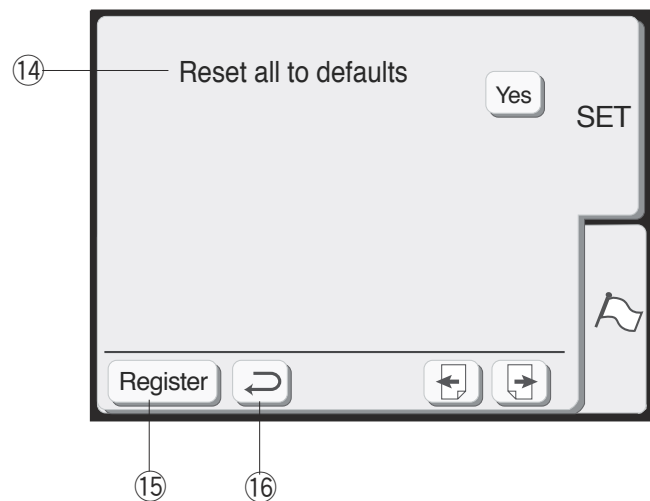 ⑭ Reset all to defaults
Yes
SET
Register
⑮ ⑯